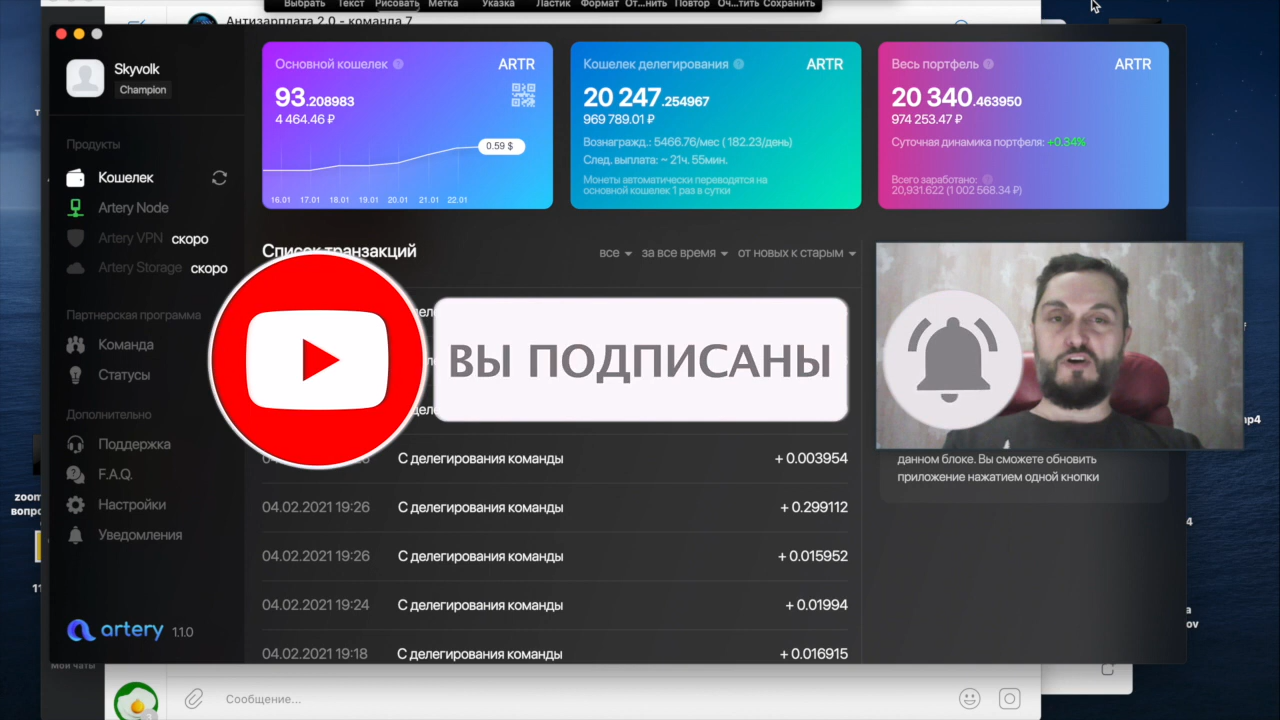 Выбрать Текст Рисовать Метка Указка Ластик Формат От...нить Повтор Оч...тить Сохранить
Антизарплата 2.0 - команда 7
Skyvolk
Champion
Продукты
Кошелек
Artery Node
Artery VPN скоро
Artery Storage скоро
Партнерская программа
Команда
Статусы
Дополнительно
Поддержка
F.A.Q.
Настройки
Уведомления
artery 1.1.0
Основной кошелек ARTR
93.208983
4 464.46 ₽
0.59 $
16.01 17.01 18.01 19.01 20.01 21.01 22.01
Кошелек делегирования ARTR
20 247.254967
969 789.01 ₽
Вознагражд.: 5466.76/мес ( 182.23/день)
След. выплата: ~ 21ч. 55мин.
Монеты автоматически переводятся на
основной кошелек 1 раз в сутки
Весь портфель ARTR
20 340.463950
974 253.47 ₽
Суточная динамика портфеля: +0.34%
Всего заработано:
20,931.622 (1 002 568.34 ₽)
Список транзакций
все за все время от новых к старым
ВЫ ПОДПИСАНЫ
С делегирования команды + 0.003954
04.02.2021 19:26 С делегирования команды + 0.299112
04.02.2021 19:26 С делегирования команды + 0.015952
04.02.2021 19:24 С делегирования команды + 0.01994
04.02.2021 19:18 С делегирования команды + 0.016915
данном блоке. Вы сможете обновить
приложение нажатием одной кнопки
zoom
Мои чаты
Сообщение...